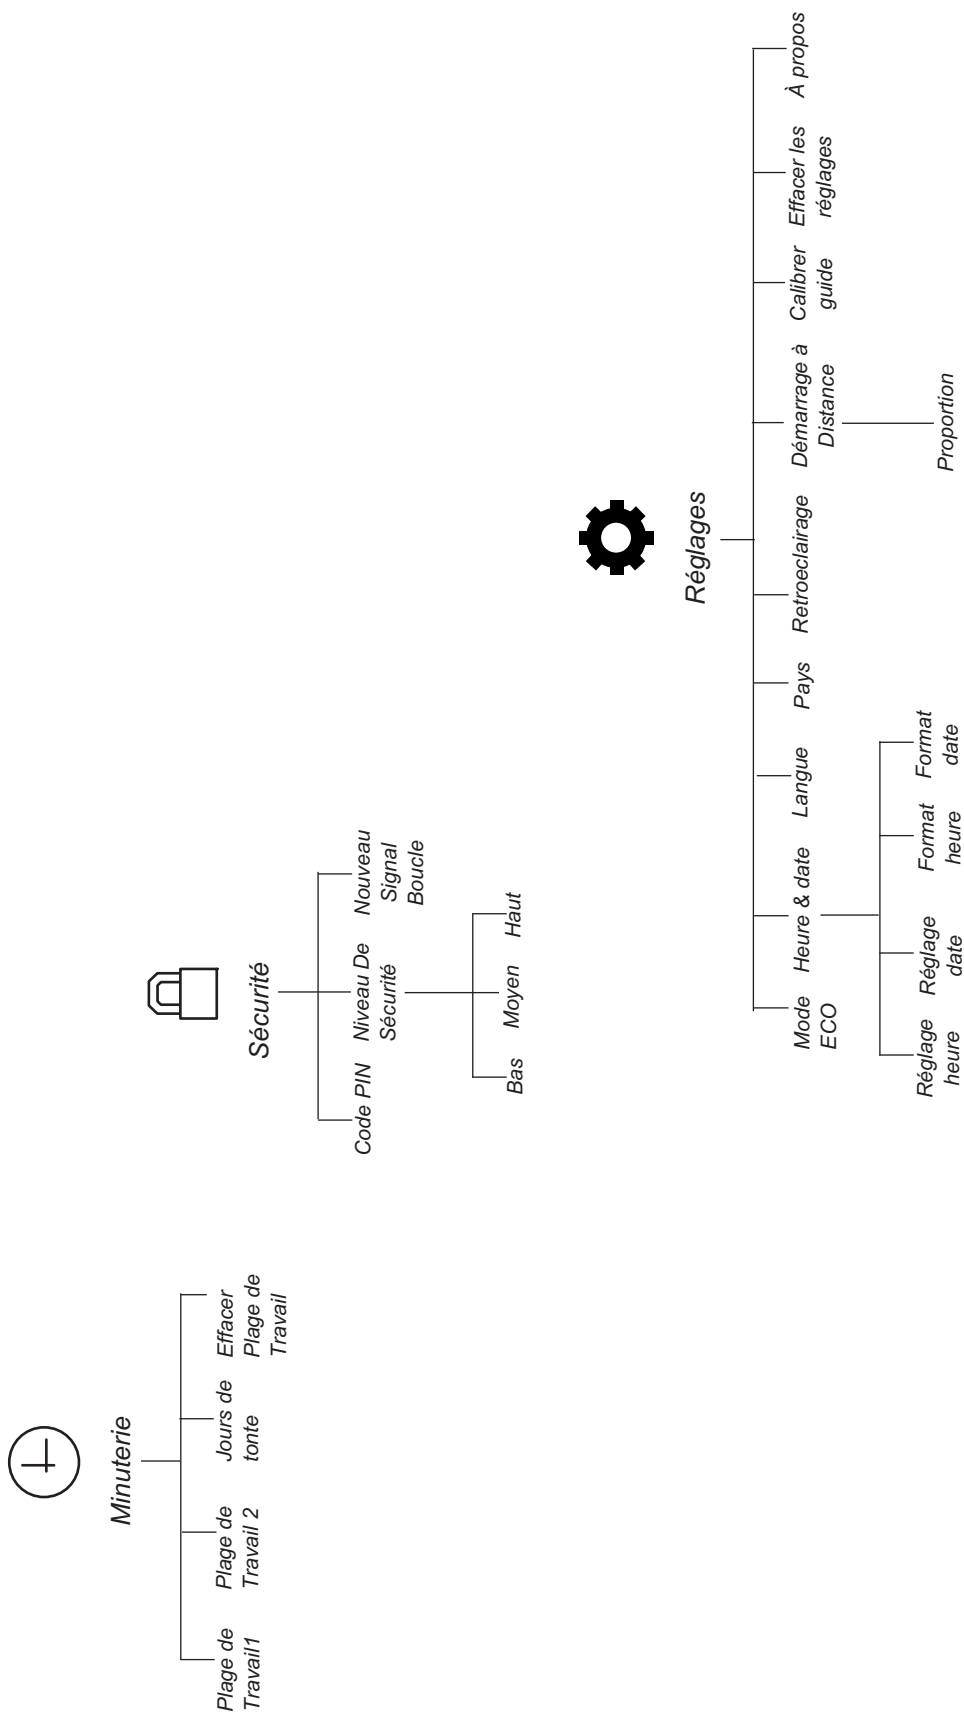 Minuterie
Plage de
Travail1
Plage de
Travail 2
Jours de
tonte
Effacer
Plage de
Travail
Sécurité
Code PIN
Niveau De
Sécurité
Nouveau
Signal
Boucle
Bas
Moyen
Haut
Réglages
Mode
ECO
Heure & date
Langue
Pays
Retroeclairage
Démarrage à
Distance
Calibrer
guide
Effacer les
réglages
À propos
Réglage
heure
Réglage
date
Format
heure
Format
date
Proportion